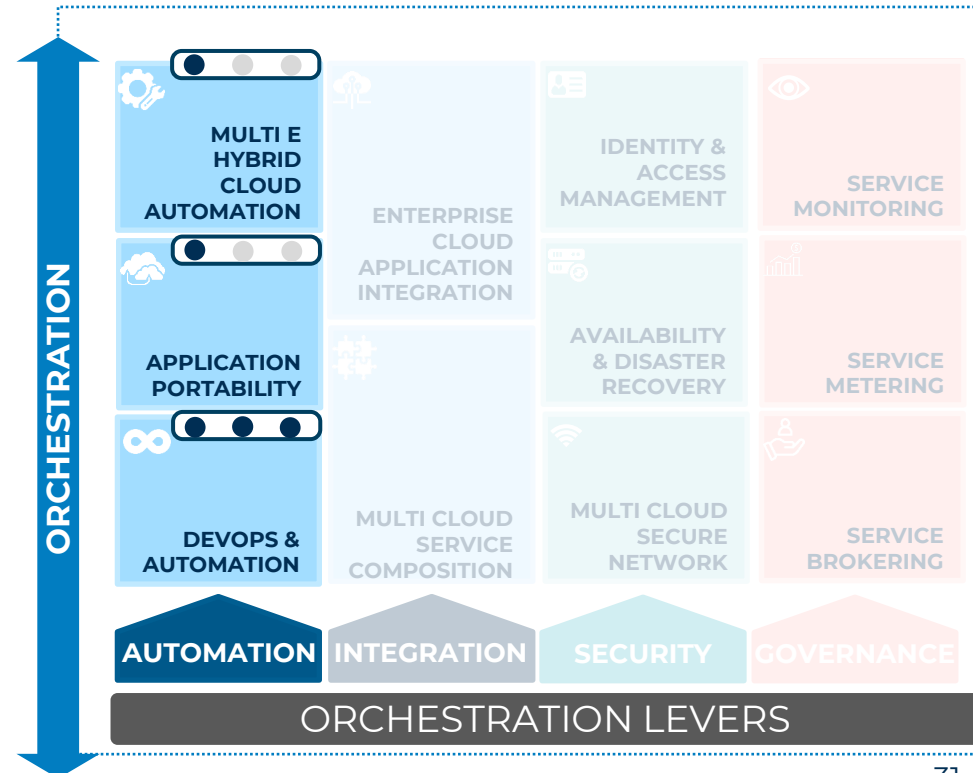 ORCHESTRATION
MULTI E
HYBRID
CLOUD
AUTOMATION
APPLICATION
PORTABILITY
DEVOPS &
AUTOMATION
ENTERPRISE
CLOUD
APPLICATION
INTEGRATION
MULTI CLOUD
SERVICE
COMPOSITION
IDENTITY &
ACCESS
MANAGEMENT
AVAILABILITY
& DISASTER
RECOVERY
MULTI CLOUD
SECURE
NETWORK
SERVICE
MONITORING
SERVICE
METERING
SERVICE
BROKERING
AUTOMATION
INTEGRATION
SECURITY
GOVERNANCE
ORCHESTRATION LEVERS